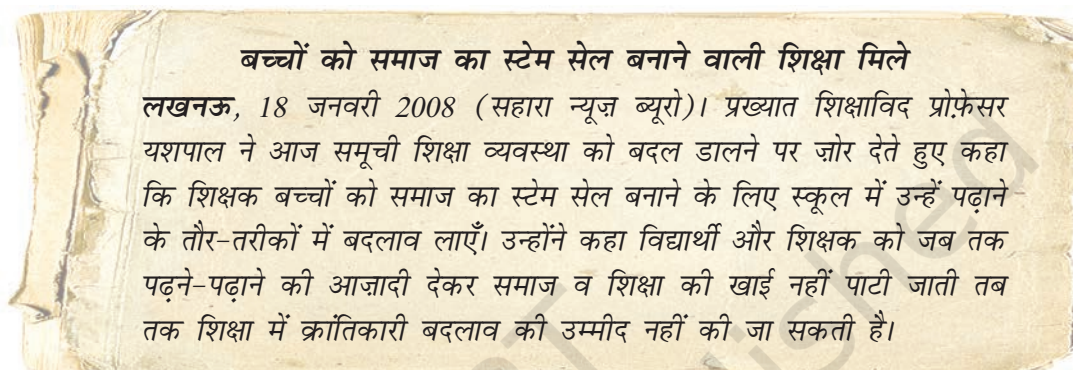 बच्चों को समाज का स्टेम सेल बनाने वाली शिक्षा मिले
लखनऊ, 18 जनवरी 2008 (सहारा न्यूज़ ब्यूरो)। प्रख्यात शिक्षाविद प्रोफ़ेसर
यशपाल ने आज समूची शिक्षा व्यवस्था को बदल डालने पर ज़ोर देते हुए कहा
कि शिक्षक बच्चों को समाज का स्टेम सेल बनाने के लिए स्कूल में उन्हें पढ़ाने
के तौर-तरीकों में बदलाव लाएँ। उन्होंने कहा विद्यार्थी और शिक्षक को जब तक
पढ़ने-पढ़ाने की आज़ादी देकर समाज व शिक्षा की खाई नहीं पाटी जाती तब
तक शिक्षा में क्रांतिकारी बदलाव की उम्मीद नहीं की जा सकती है।